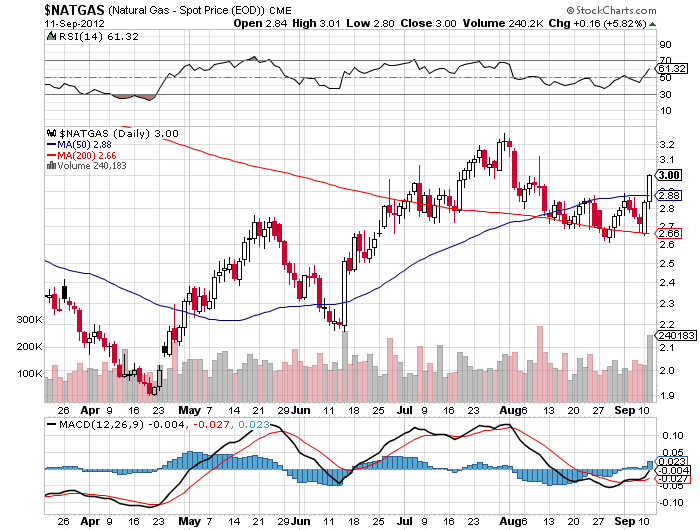 $NATGAS (Natural Gas - Spot Price (EOD)) CME
© StockCharts.com
11-Sep-2012
Open 2.84 High 3.01 Low 2.80 Close 3.00 Volume 240.2K Chg +0.16 (+5.82%)
RSI(14) 61.32
90
70
61.32
50
30
10
$NATGAS (Daily) 3.00
MA(50) 2.88
MA(200) 2.66
Volume 240,183
3.2
3.1
3.00
2.9
2.88
2.8
2.7
2.66
2.6
2.5
2.4
2.3
2.2
2.1
2.0
1.9
240183
300K
200K
100K
26 Apr 9 16 23 May 7 14 21 Jun 11 18 25 Jul 9 16 23 Aug 6 13 20 27 Sep 10
MACD(12,26,9) -0.004, -0.027, 0.023
0.10
0.05
0.023
-0.004
-0.027
-0.05
-0.10
26 Apr 9 16 23 May 7 14 21 Jun 11 18 25 Jul 9 16 23 Aug 6 13 20 27 Sep 10